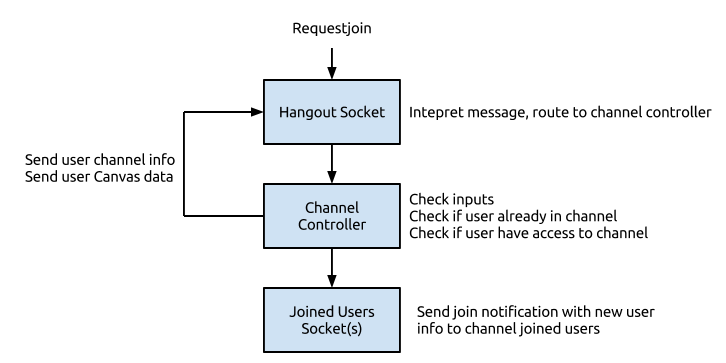 Requestjoin
Hangout Socket
Intepret message, route to channel controller
Send user channel info
Send user Canvas data
Channel
Controller
Check inputs
Check if user already in channel
Check if user have access to channel
Joined Users
Socket(s)
Send join notification with new user
info to channel joined users